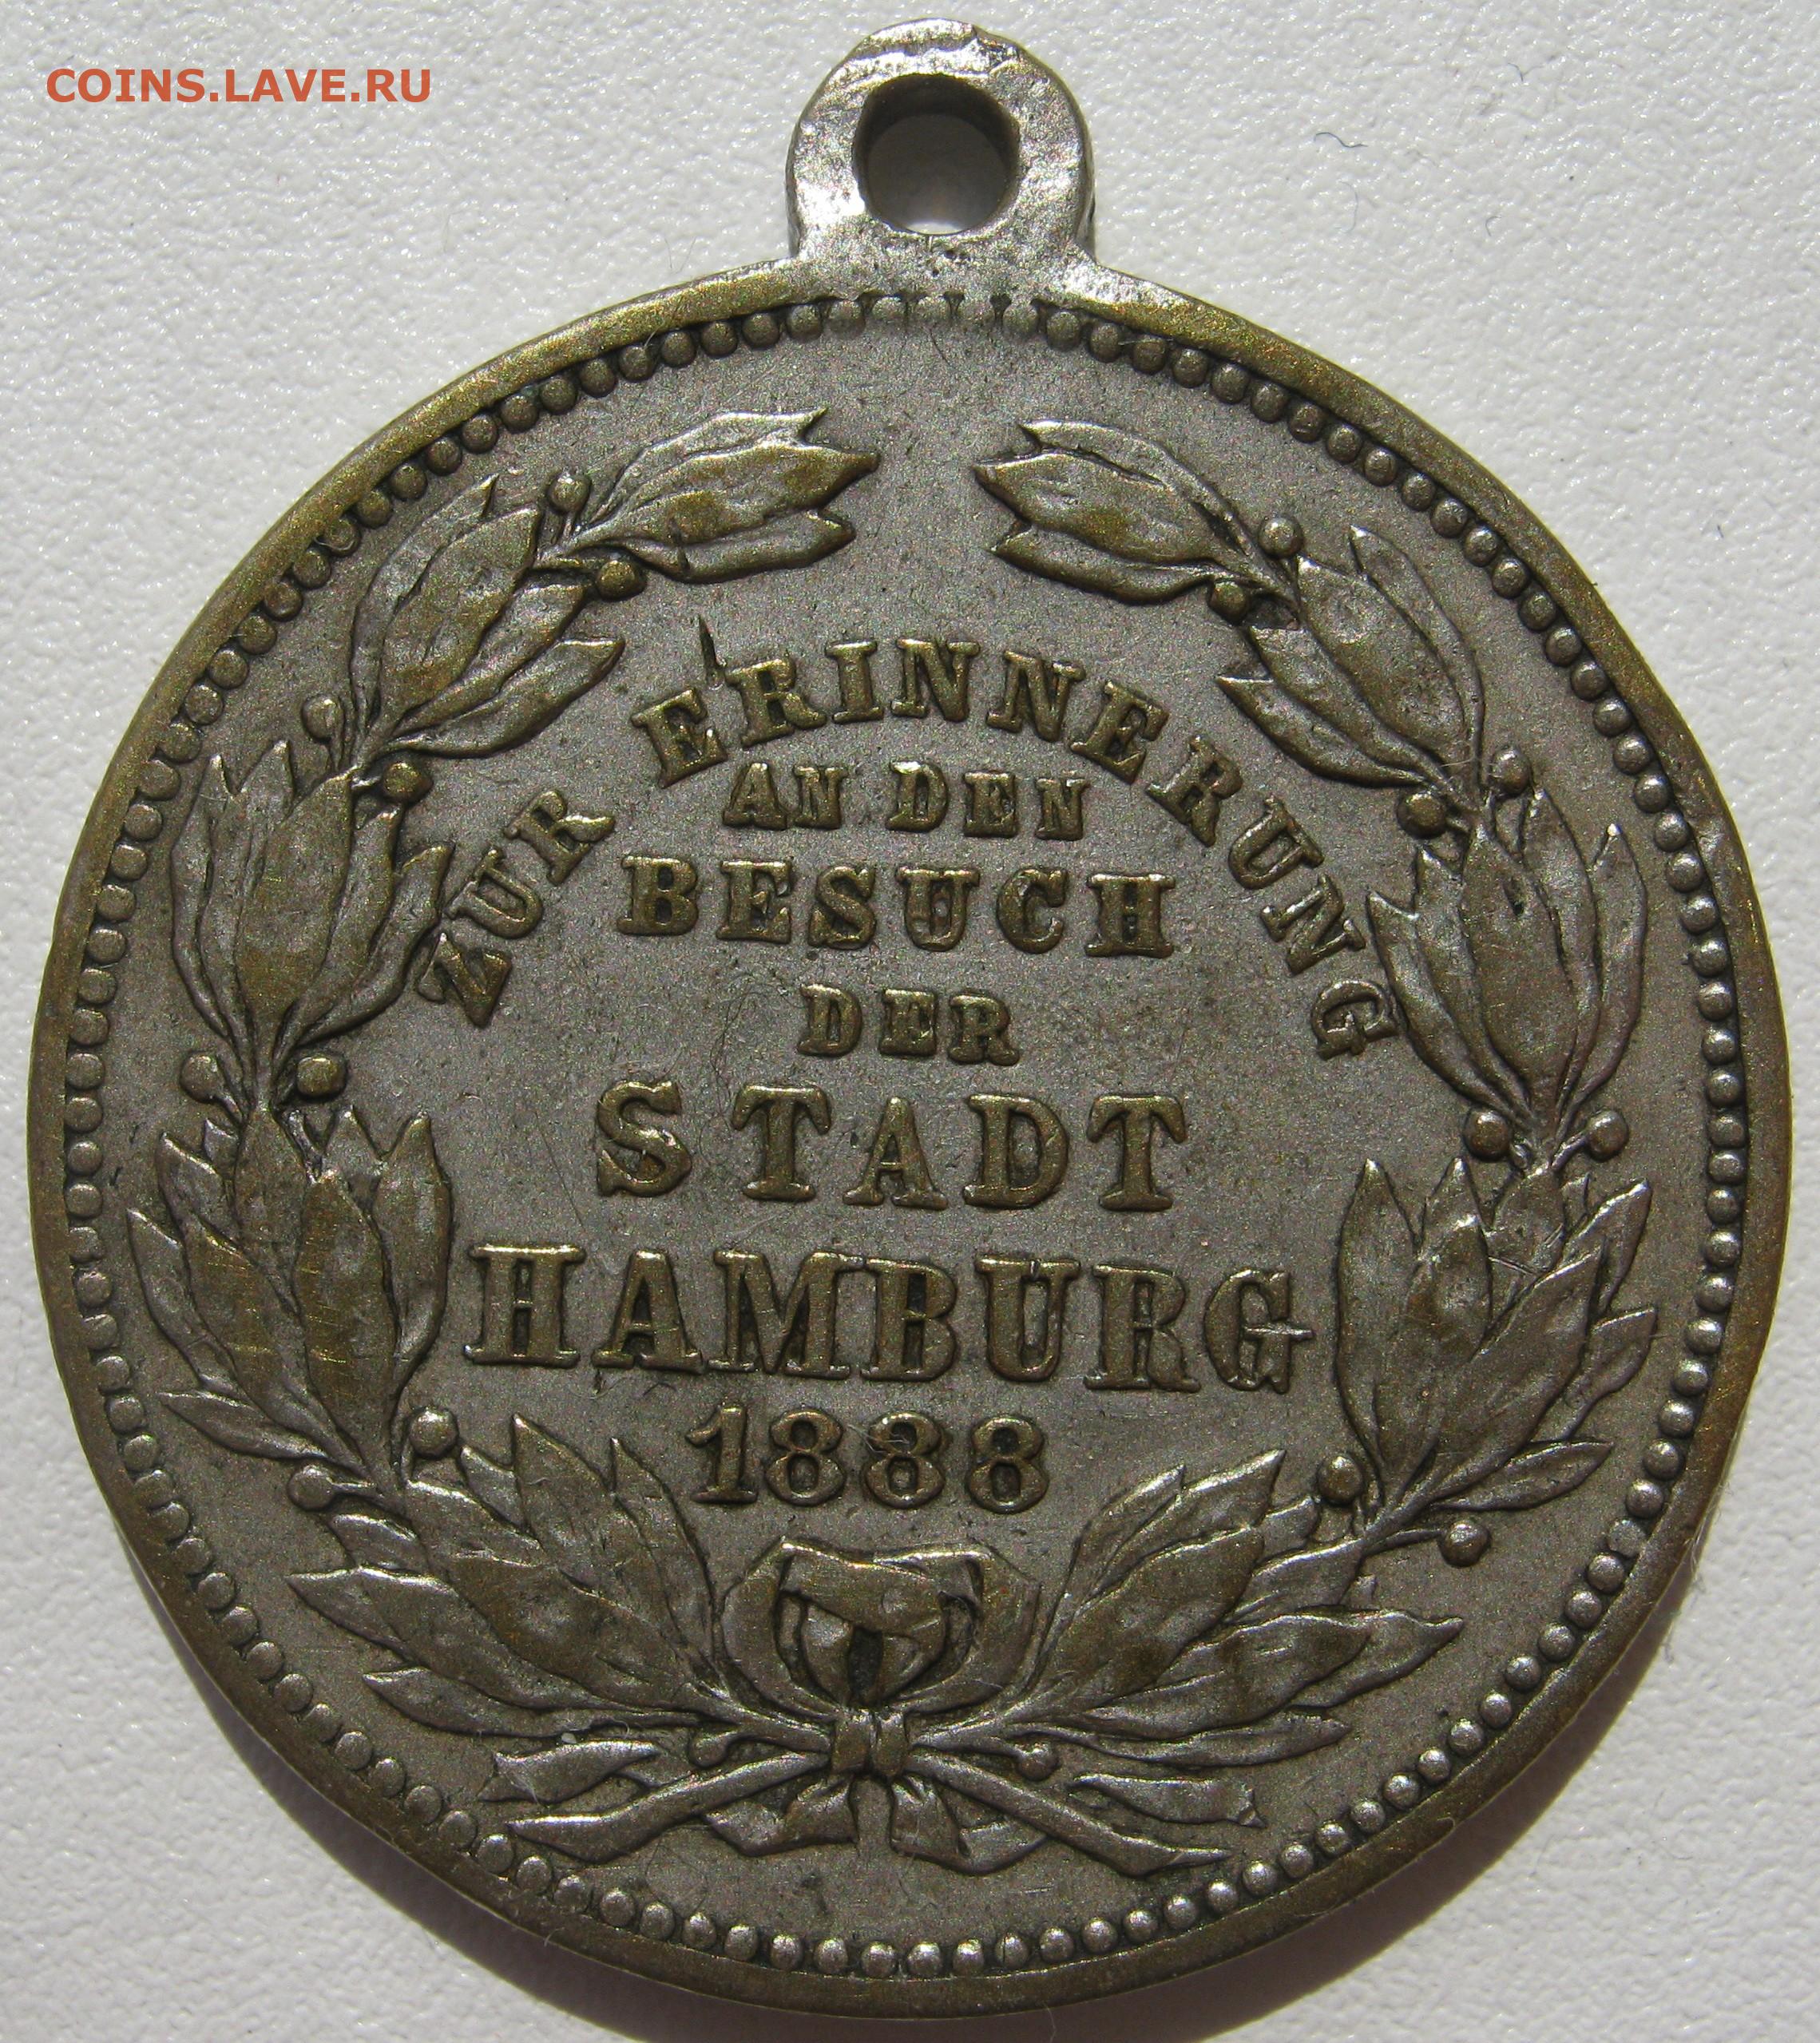 COINS.LAVE.RU
ZUR ERINNERUNG
AN DEN
BESUCH
DER
STADT
HAMBURG
1888